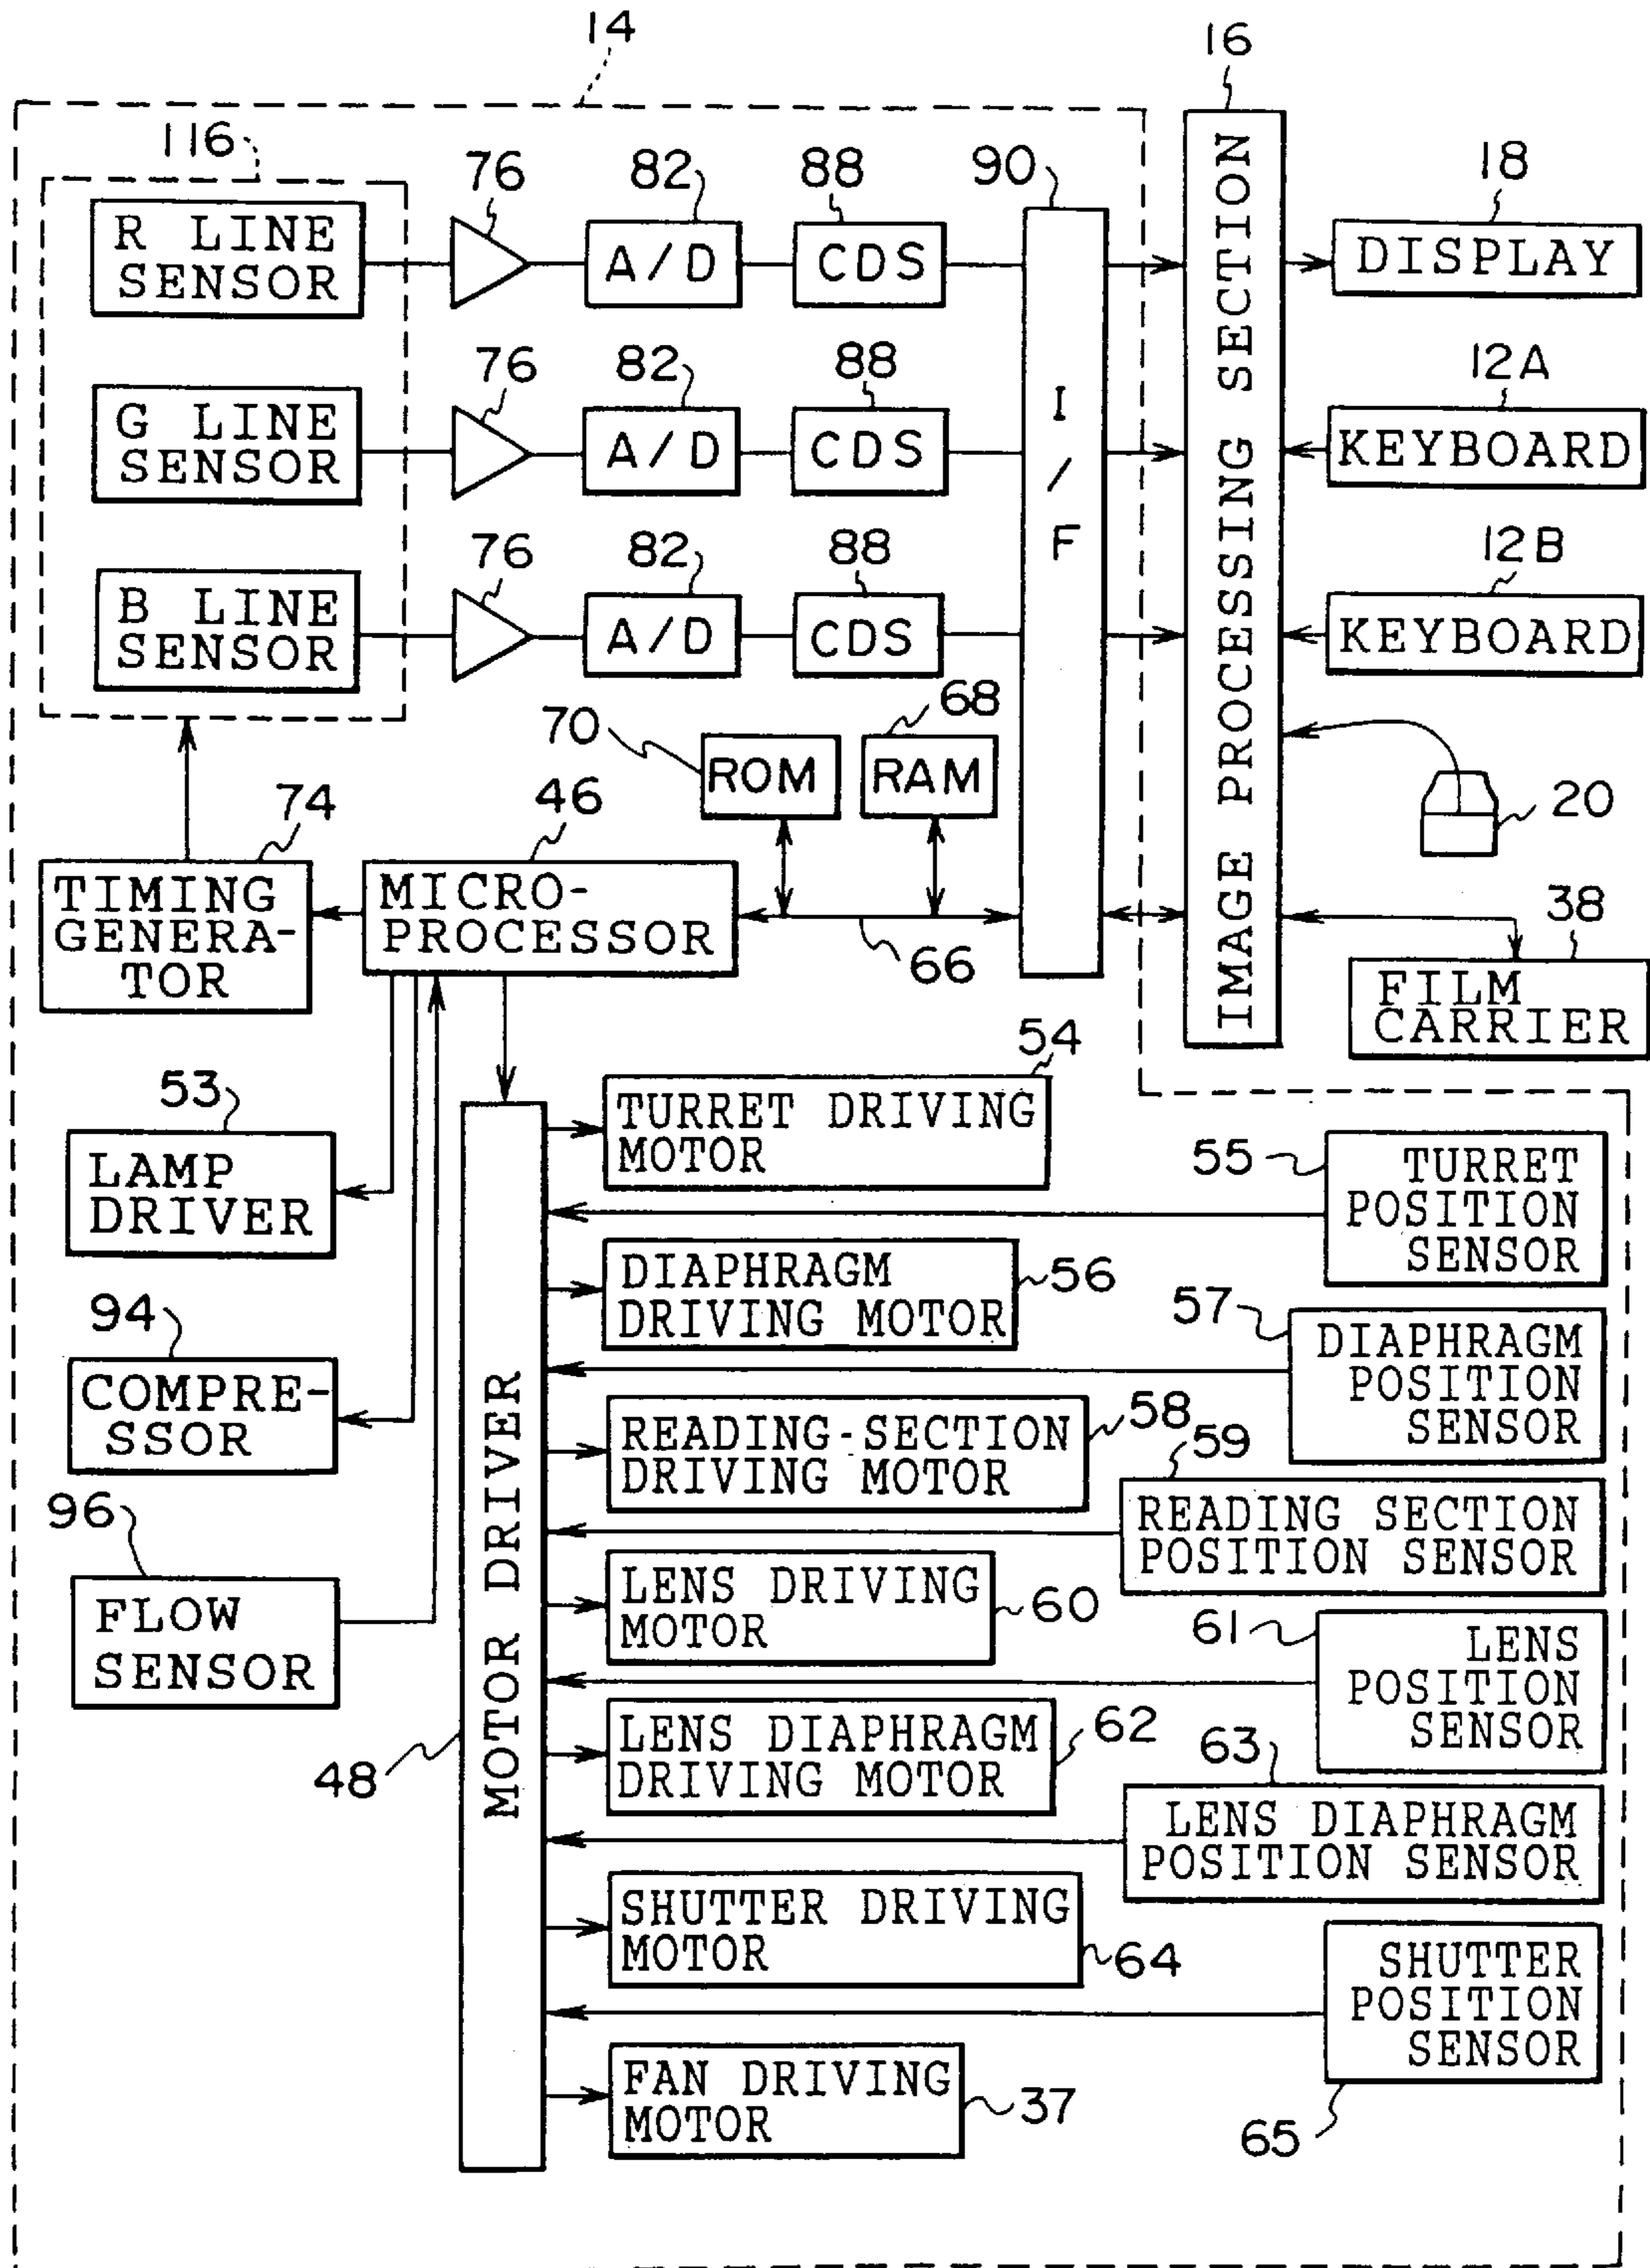 14
16
116
76
82
88
90
18
R LINE
SENSOR
A/D
CDS
DISPLAY
76
82
88
12A
G LINE
SENSOR
A/D
CDS
I/F
IMAGE PROCESSING SECTION
KEYBOARD
76
82
88
12B
B LINE
SENSOR
A/D
CDS
KEYBOARD
70
68
ROM
RAM
20
74
46
38
TIMING
GENERA-
TOR
MICRO-
PROCESSOR
66
FILM
CARRIER
54
53
TURRET DRIVING
MOTOR
55
TURRET
POSITION
SENSOR
LAMP
DRIVER
DIAPHRAGM
DRIVING MOTOR
56
94
57
DIAPHRAGM
POSITION
SENSOR
COMPRE-
SSOR
READING-SECTION
DRIVING MOTOR
58
59
READING SECTION
POSITION SENSOR
96
FLOW
SENSOR
LENS DRIVING
MOTOR
60
61
LENS
POSITION
SENSOR
48
MOTOR DRIVER
LENS DIAPHRAGM
DRIVING MOTOR
62
63
LENS DIAPHRAGM
POSITION SENSOR
SHUTTER DRIVING
MOTOR
64
SHUTTER
POSITION
SENSOR
65
FAN DRIVING
MOTOR
37